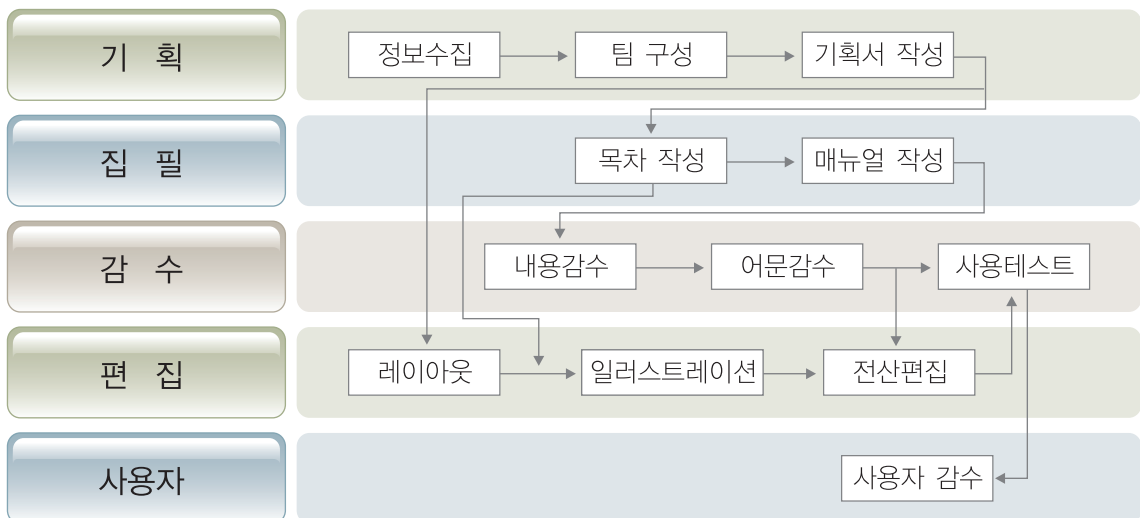 기 획
정보수집
팀 구성
기획서 작성
집 필
목차 작성
매뉴얼 작성
감 수
내용감수
어문감수
사용테스트
편 집
레이아웃
일러스트레이션
전산편집
사용자
사용자 감수